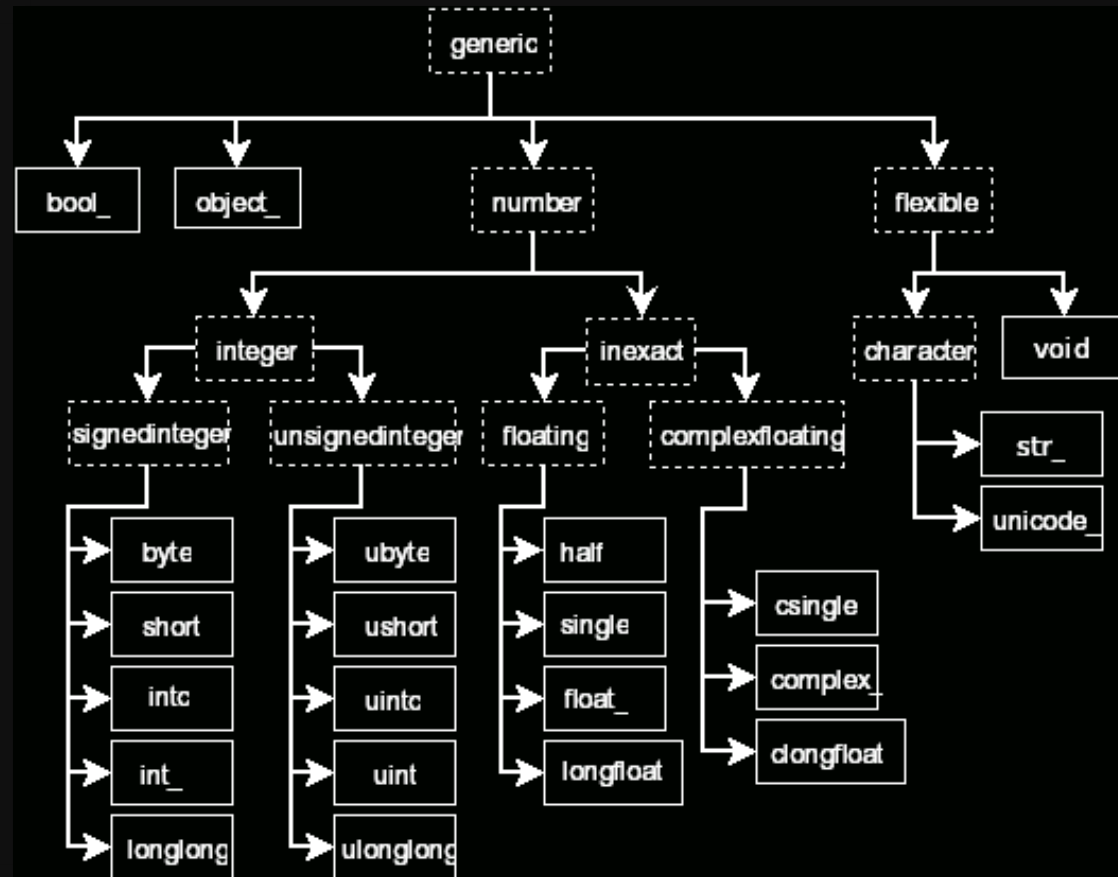 generic
bool_
object_
number
flexible
integer
inexact
character
void
signedinteger
unsignedinteger
floating
complexfloating
str_
unicode_
byte
ubyte
half
short
ushort
single
csingle
intc
uintc
float_
complex_
int_
uint
longfloat
clongfloat
longlong
ulonglong